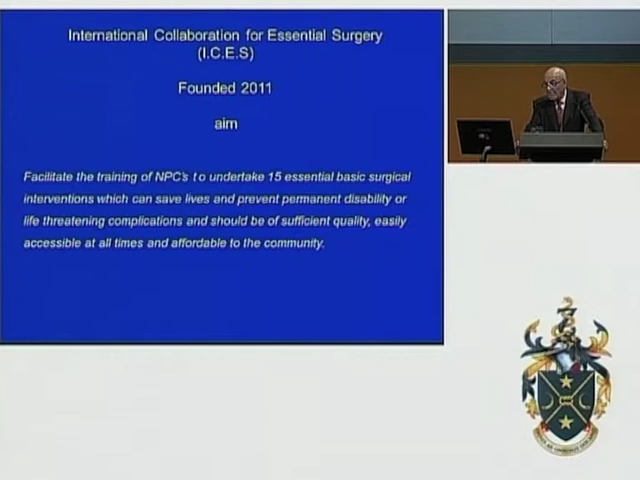 International Collaboration for Essential Surgery
(I.C.E.S)
Founded 2011
aim
Facilitate the training of NPC's to undertake 15 essential basic surgical
interventions which can save lives and prevent permanent disability or
life threatening complications and should be of sufficient quality, easily
accessible at all times and affordable to the community.